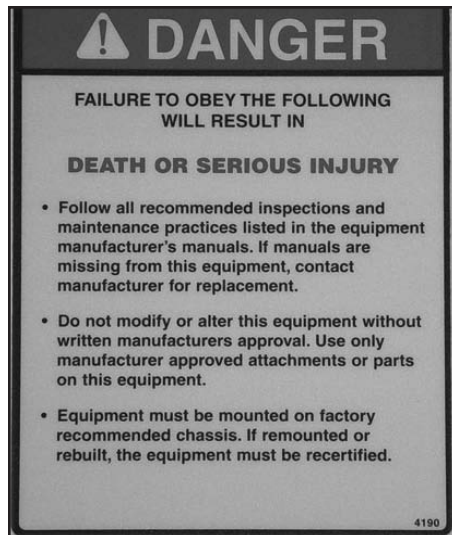 DANGER
FAILURE TO OBEY THE FOLLOWING
WILL RESULT IN
DEATH OR SERIOUS INJURY
• Follow all recommended inspections and
maintenance practices listed in the equipment
manufacturer's manuals. If manuals are
missing from this equipment, contact
manufacturer for replacement.
• Do not modify or alter this equipment without
written manufacturers approval. Use only
manufacturer approved attachments or parts
on this equipment.
• Equipment must be mounted on factory
recommended chassis. If remounted or
rebuilt, the equipment must be recertified.
4190